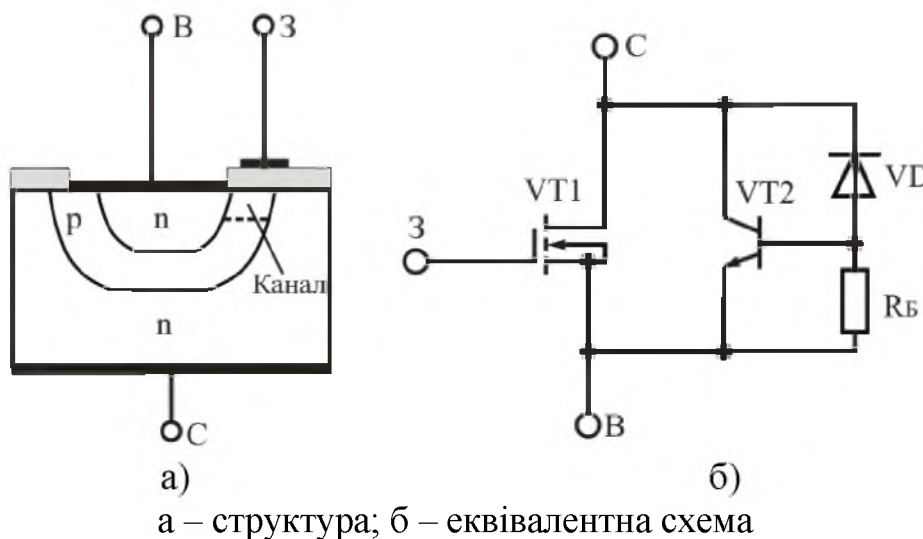 В
З
p
n
Канал
n
С
а)
С
VT1
VT2
VD
З
RБ
В
б)
а – структура; б – еквівалентна схема